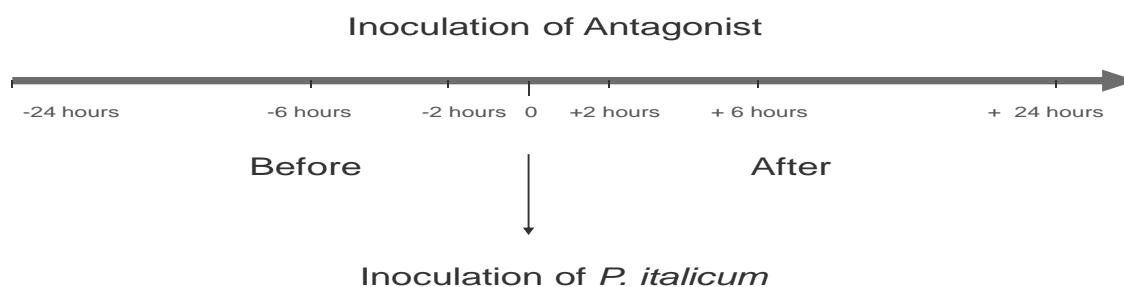 Inoculation of Antagonist
-24 hours -6 hours -2 hours 0 +2 hours + 6 hours + 24 hours
Before After
Inoculation of P. italicum